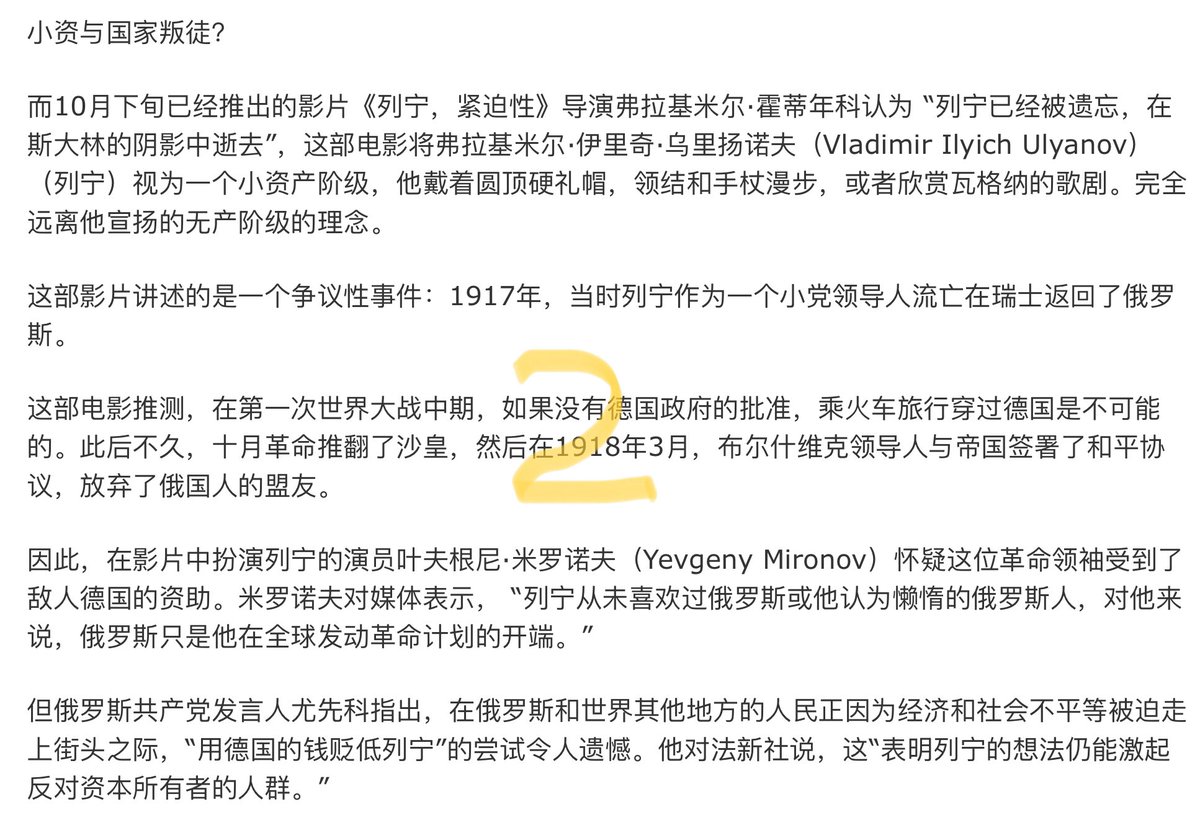 小资与国家叛徒？
而10月下旬已经推出的影片《列宁，紧迫性》导演弗拉基米尔·霍蒂年科认为 “列宁已经被遗忘，在
斯大林的阴影中逝去”，这部电影将弗拉基米尔·伊里奇·乌里扬诺夫（Vladimir Ilyich Ulyanov）
（列宁）视为一个小资产阶级，他戴着圆顶硬礼帽，领结和手杖漫步，或者欣赏瓦格纳的歌剧。完全
远离他宣扬的无产阶级的理念。
这部影片讲述的是一个争议性事件：1917年，当时列宁作为一个小党领导人流亡在瑞士返回了俄罗
斯。
这部电影推测，在第一次世界大战中期，如果没有德国政府的批准，乘火车旅行穿过德国是不可能
的。此后不久，十月革命推翻了沙皇，然后在1918年3月，布尔什维克领导人与帝国签署了和平协
议，放弃了俄国人的盟友。
2
因此，在影片中扮演列宁的演员叶夫根尼·米罗诺夫（Yevgeny Mironov）怀疑这位革命领袖受到了
敌人德国的资助。米罗诺夫对媒体表示， “列宁从未喜欢过俄罗斯或他认为懒惰的俄罗斯人，对他来
说，俄罗斯只是他在全球发动革命计划的开端。”
但俄罗斯共产党发言人尤先科指出，在俄罗斯和世界其他地方的人民正因为经济和社会不平等被迫走
上街头之际，“用德国的钱贬低列宁”的尝试令人遗憾。他对法新社说，这“表明列宁的想法仍能激起
反对资本所有者的人群。”